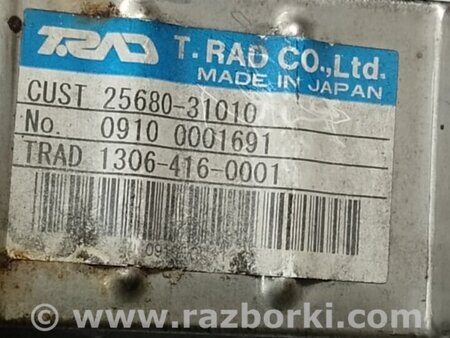 T.RAD T.RAD CO.,Ltd.
MADE IN JAPAN
CUST 25680-31010
No. 0910 0001691
TRAD 1306-416-0001
© www.razborki.com